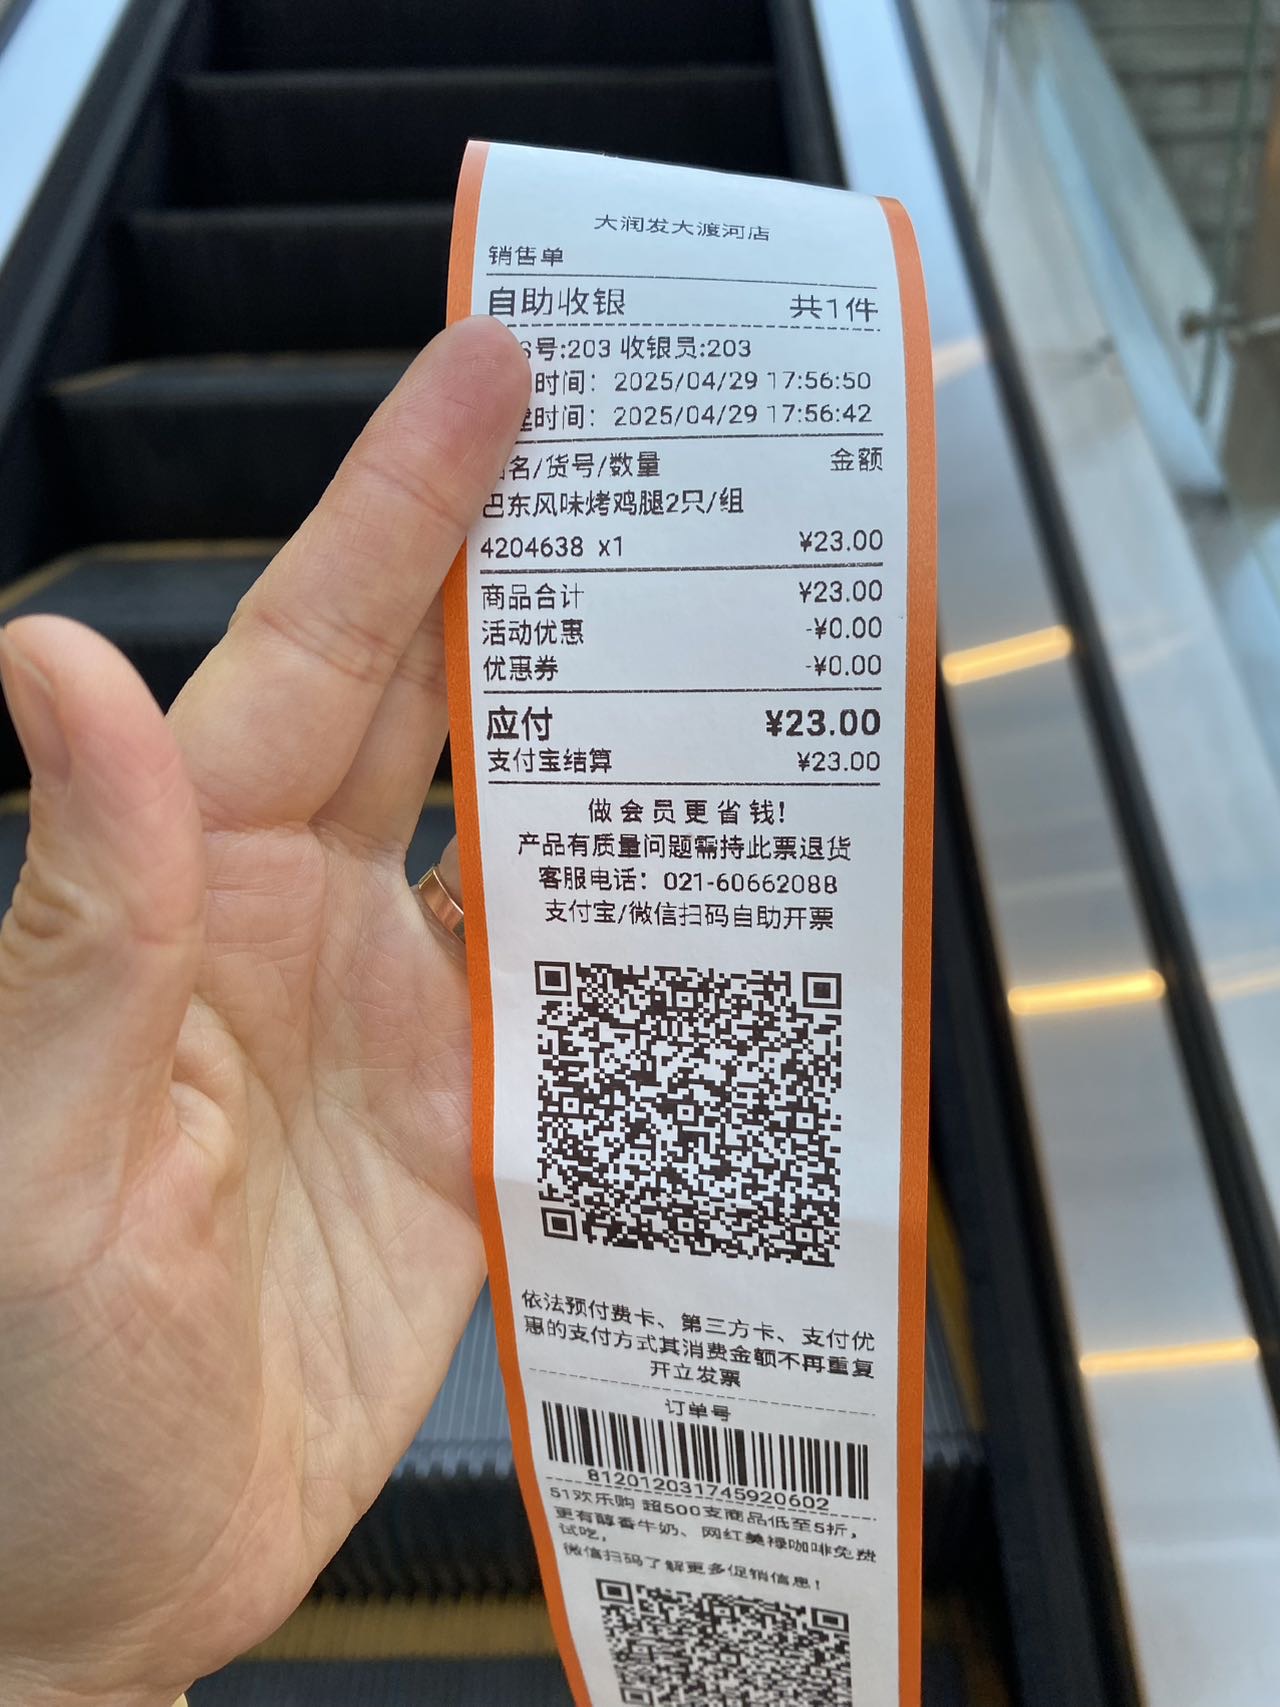 大润发大渡河店
销售单
自助收银 共1件
号:203 收银员:203
时间：2025/04/29 17:56:50
时间：2025/04/29 17:56:42
名/货号/数量 金额
巴东风味烤鸡腿2只/组
4204638 x1 ¥23.00
商品合计 ¥23.00
活动优惠 -¥0.00
优惠券 -¥0.00
应付 ¥23.00
支付宝结算 ¥23.00
做会员更省钱!
产品有质量问题需持此票退货
客服电话：021-60662088
支付宝/微信扫码自助开票
依法预付费卡、第三方卡、支付优
惠的支付方式其消费金额不再重复
开立发票
订单号
812012031745920602
51欢乐购 超500支商品低至5折，
更有醇香牛奶、网红美禄咖啡免费
试吃，
微信扫码了解更多促销信息！